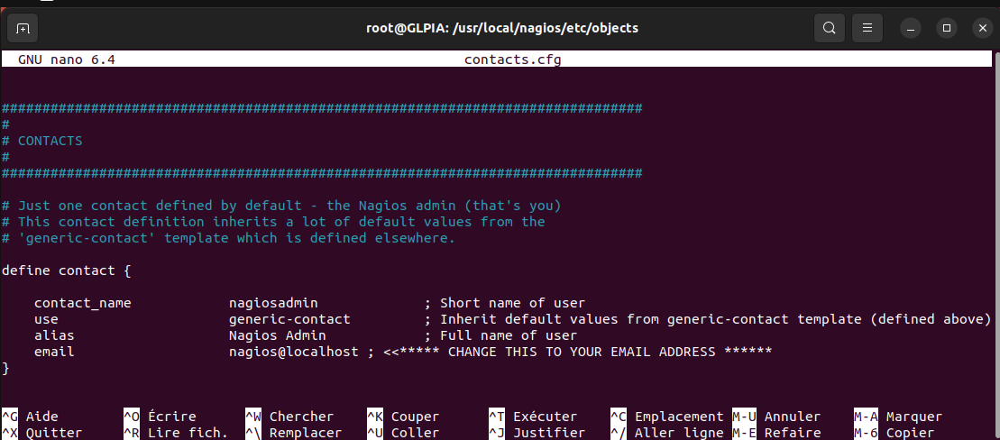 root@GLPIA: /usr/local/nagios/etc/objects
GNU nano 6.4 contacts.cfg
###############################################################################
#
# CONTACTS
#
###############################################################################
# Just one contact defined by default - the Nagios admin (that's you)
# This contact definition inherits a lot of default values from the
# 'generic-contact' template which is defined elsewhere.
define contact {
contact_name nagiosadmin ; Short name of user
use generic-contact ; Inherit default values from generic-contact template (defined above)
alias Nagios Admin ; Full name of user
email nagios@localhost ; <<***** CHANGE THIS TO YOUR EMAIL ADDRESS ******
}
^G Aide ^O Écrire ^W Chercher ^K Couper ^T Exécuter ^C Emplacement M-U Annuler M-A Marquer
^X Quitter ^R Lire fich. ^\ Remplacer ^U Coller ^J Justifier ^/ Aller ligne M-E Refaire M-6 Copier